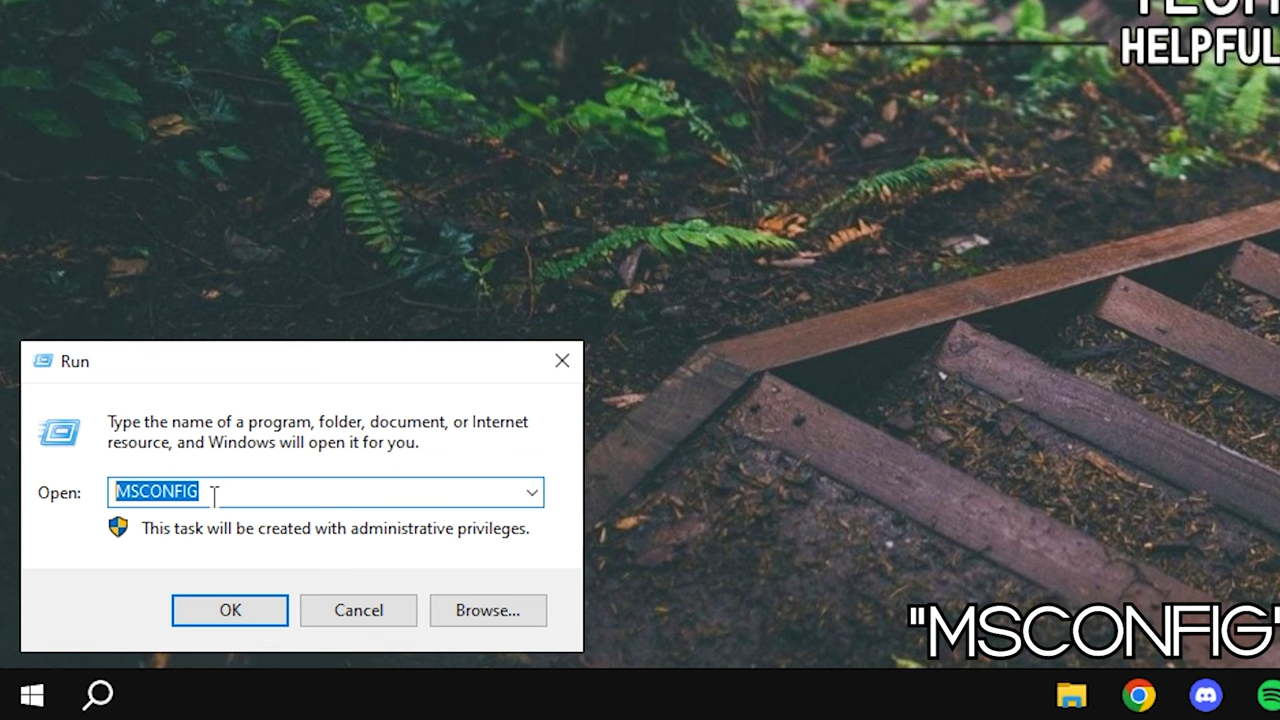 HELPFUL
Run
Type the name of a program, folder, document, or Internet
resource, and Windows will open it for you.
Open:
MSCONFIG
This task will be created with administrative privileges.
OK
Cancel
Browse...
"MSCONFIG"